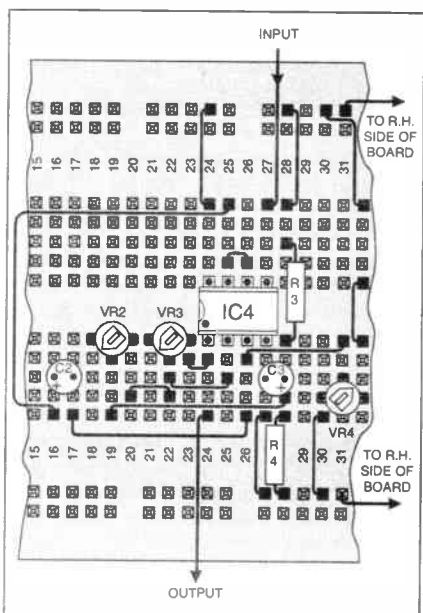 INPUT
TO R.H.
SIDE OF
BOARD
15 16 17 18 19 20 21 22 23 24 25 26 27 28 29 30 31
R
3
VR2
VR3
IC4
C2
C3
VR4
R
4
15 16 17 19 20 21 22 23 24 25 26 29 30 31
TO R.H.
SIDE OF
BOARD
OUTPUT